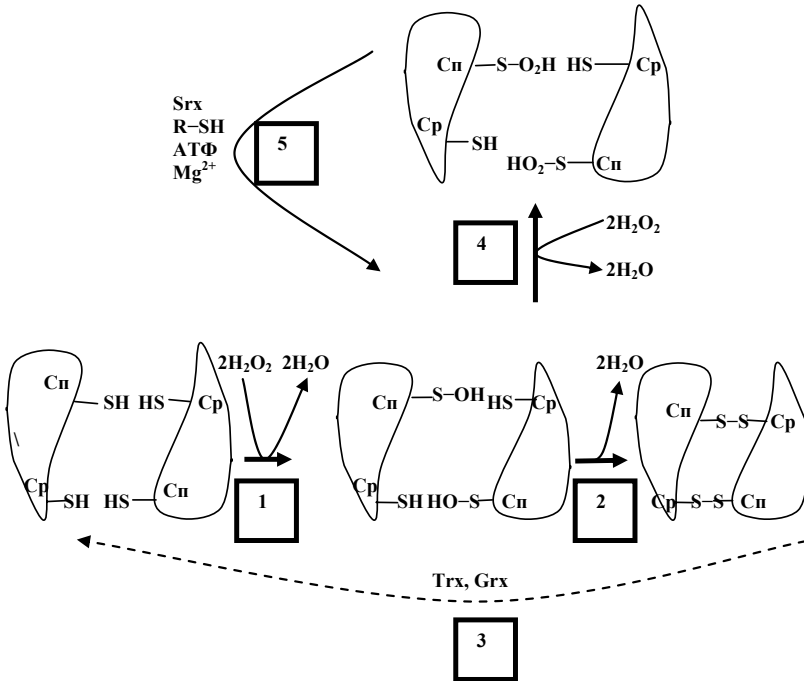 Сп S–O₂H HS Ср
Srx
R–SH
АТФ
Mg²⁺
5
Ср SH
HO₂–S Сп
4
2H₂O₂
2H₂O
2H₂O₂ 2H₂O
2H₂O
Сп SH HS Ср
Сп S–OH HS Ср
Сп S–S Ср
Ср SH HS Сп
Ср SH HO–S Сп
Ср S–S Сп
1
2
Trx, Grx
3